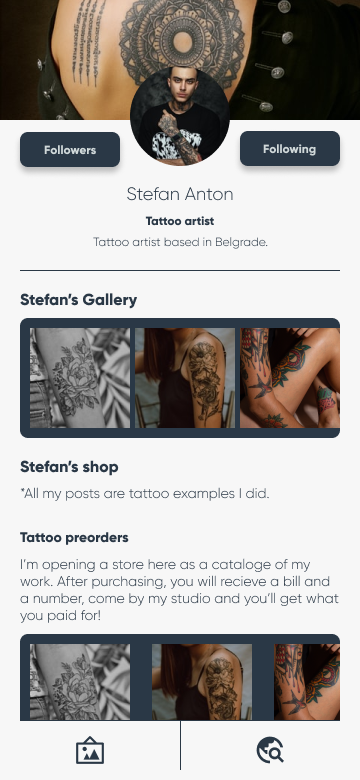 Followers
Following
Stefan Anton
Tattoo artist
Tattoo artist based in Belgrade.
Stefan's Gallery
Stefan's shop
*All my posts are tattoo examples I did.
Tattoo preorders
I'm opening a store here as a cataloge of my
work. After purchasing, you will recieve a bill and
a number, come by my studio and you'll get what
you paid for!